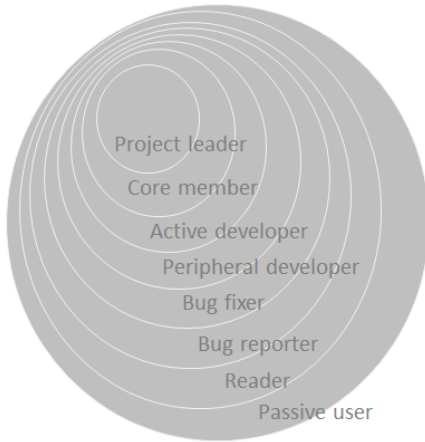 Project leader
Core member
Active developer
Peripheral developer
Bug fixer
Bug reporter
Reader
Passive user